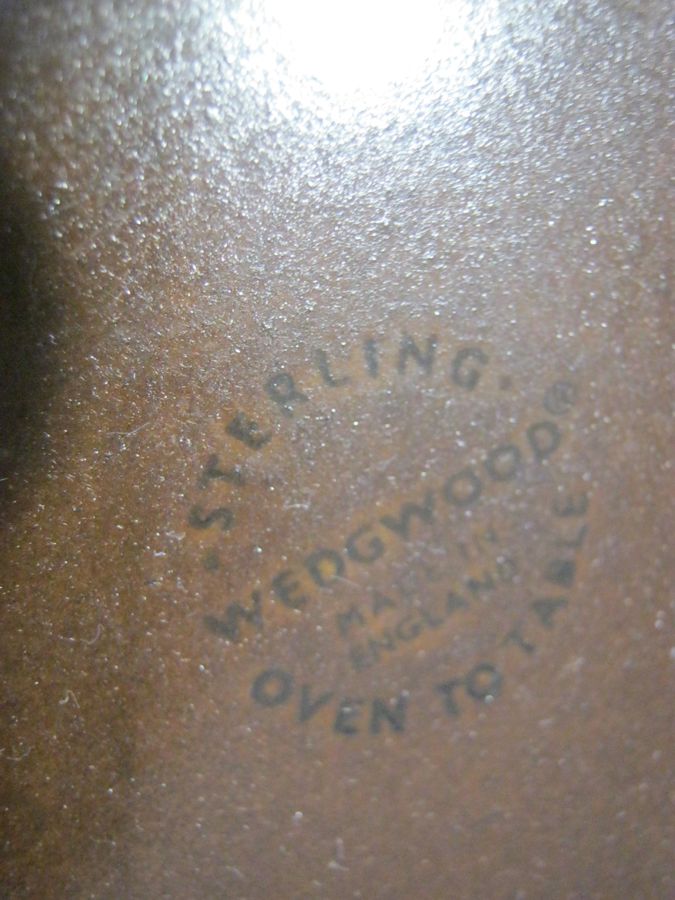 · STERLING ·
WEDGWOOD®
MADE IN
ENGLAND
OVEN TO TABLE